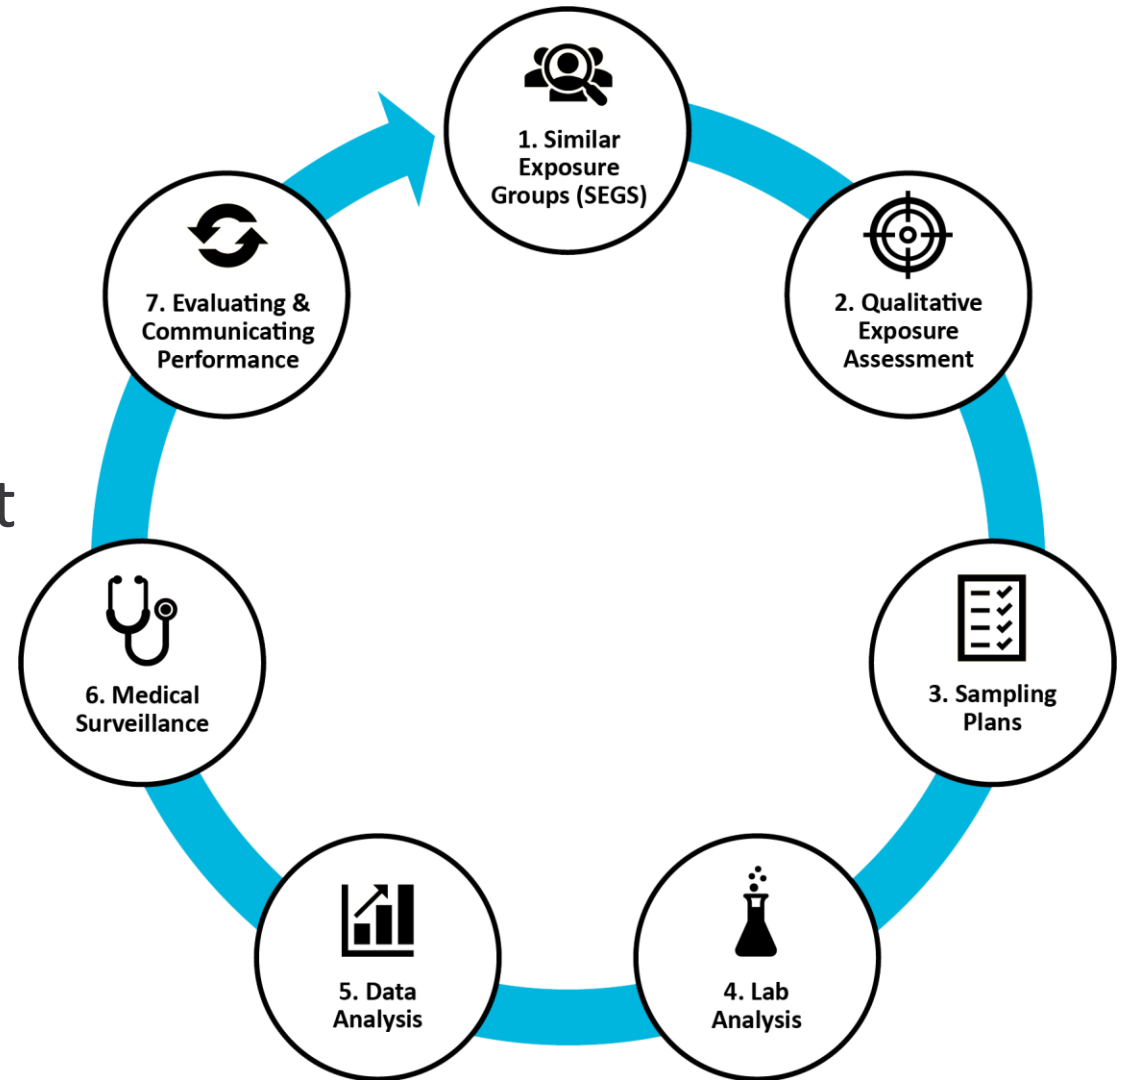 1. Similar
Exposure
Groups (SEGS)
2. Qualitative
Exposure
Assessment
3. Sampling
Plans
4. Lab
Analysis
5. Data
Analysis
6. Medical
Surveillance
7. Evaluating &
Communicating
Performance
t